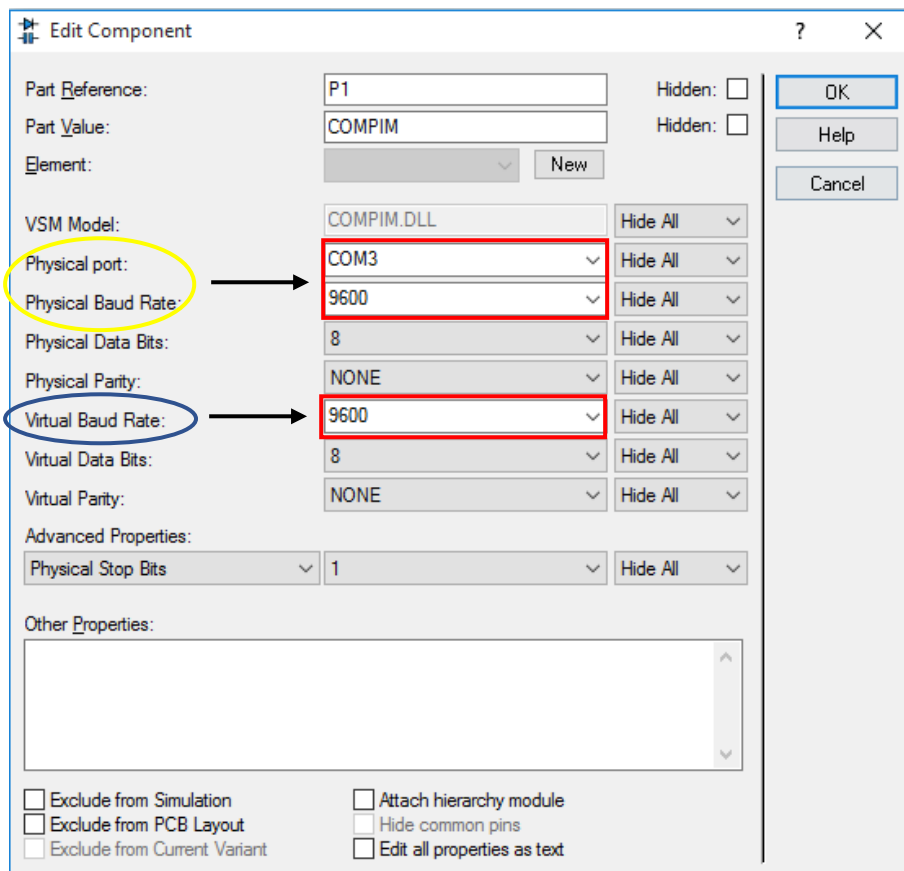 Edit Component ? ×
Part Reference: P1 Hidden: OK
Part Value: COMPIM Hidden: Help
Element: New Cancel
VSM Model: COMPIM.DLL Hide All
Physical port: COM3 Hide All
Physical Baud Rate: 9600 Hide All
Physical Data Bits: 8 Hide All
Physical Parity: NONE Hide All
Virtual Baud Rate: 9600 Hide All
Virtual Data Bits: 8 Hide All
Virtual Parity: NONE Hide All
Advanced Properties:
Physical Stop Bits 1 Hide All
Other Properties:
Exclude from Simulation Attach hierarchy module
Exclude from PCB Layout Hide common pins
Exclude from Current Variant Edit all properties as text